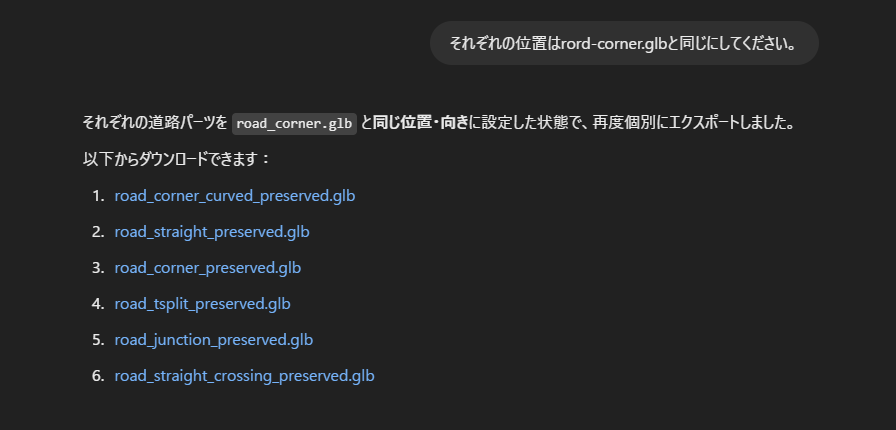 それぞれの位置はrord-corner.glbと同じにしてください。
それぞれの道路パーツを road_corner.glb と同じ位置・向きに設定した状態で、再度個別にエクスポートしました。
以下からダウンロードできます：
1. road_corner_curved_preserved.glb
2. road_straight_preserved.glb
3. road_corner_preserved.glb
4. road_tsplit_preserved.glb
5. road_junction_preserved.glb
6. road_straight_crossing_preserved.glb